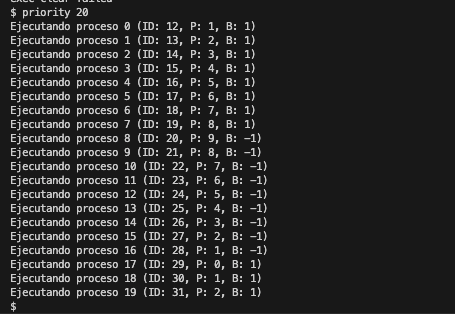 exec clear failed
$ priority 20
Ejecutando proceso 0 (ID: 12, P: 1, B: 1)
Ejecutando proceso 1 (ID: 13, P: 2, B: 1)
Ejecutando proceso 2 (ID: 14, P: 3, B: 1)
Ejecutando proceso 3 (ID: 15, P: 4, B: 1)
Ejecutando proceso 4 (ID: 16, P: 5, B: 1)
Ejecutando proceso 5 (ID: 17, P: 6, B: 1)
Ejecutando proceso 6 (ID: 18, P: 7, B: 1)
Ejecutando proceso 7 (ID: 19, P: 8, B: 1)
Ejecutando proceso 8 (ID: 20, P: 9, B: -1)
Ejecutando proceso 9 (ID: 21, P: 8, B: -1)
Ejecutando proceso 10 (ID: 22, P: 7, B: -1)
Ejecutando proceso 11 (ID: 23, P: 6, B: -1)
Ejecutando proceso 12 (ID: 24, P: 5, B: -1)
Ejecutando proceso 13 (ID: 25, P: 4, B: -1)
Ejecutando proceso 14 (ID: 26, P: 3, B: -1)
Ejecutando proceso 15 (ID: 27, P: 2, B: -1)
Ejecutando proceso 16 (ID: 28, P: 1, B: -1)
Ejecutando proceso 17 (ID: 29, P: 0, B: 1)
Ejecutando proceso 18 (ID: 30, P: 1, B: 1)
Ejecutando proceso 19 (ID: 31, P: 2, B: 1)
$